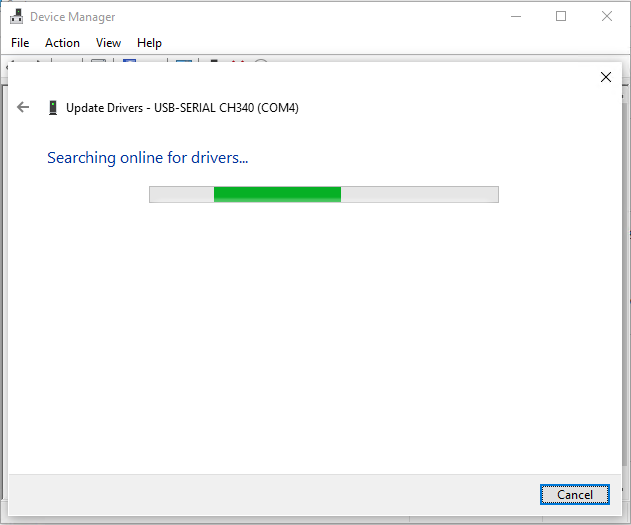 Device Manager
File Action View Help
Update Drivers - USB-SERIAL CH340 (COM4)
Searching online for drivers...
Cancel